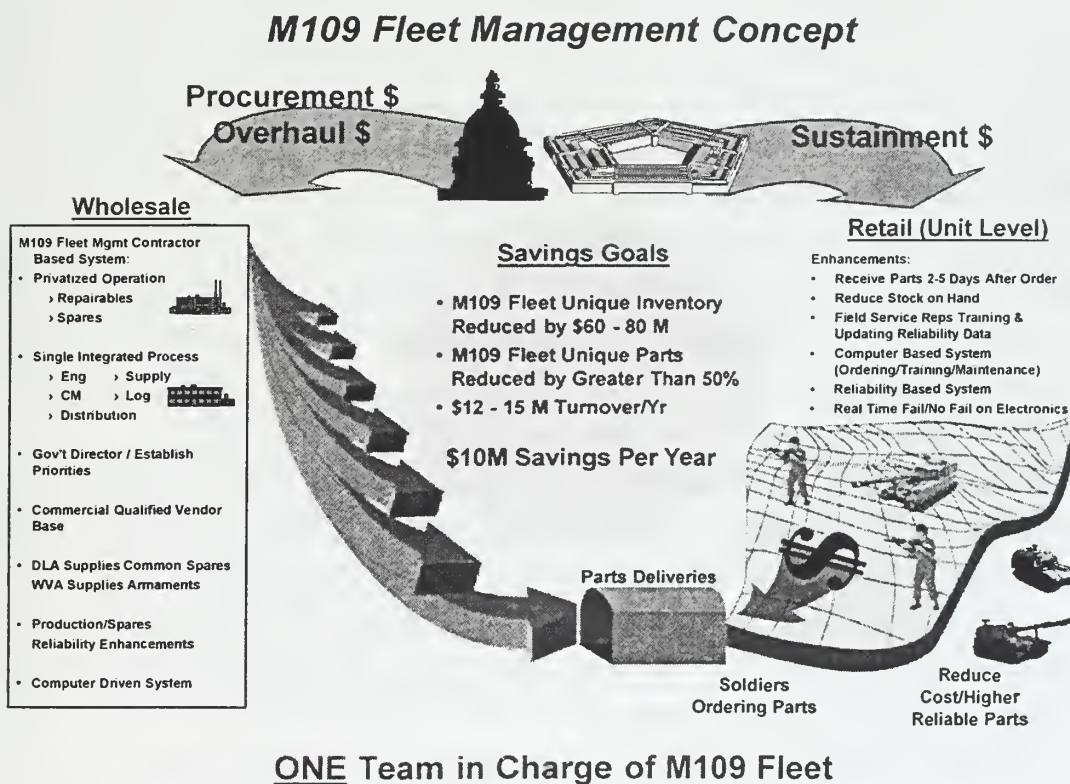 M109 Fleet Management Concept
Procurement $
Overhaul $
Sustainment $
Wholesale
M109 Fleet Mgmt Contractor
Based System:
• Privatized Operation
› Repairables
› Spares
• Single Integrated Process
› Eng › Supply
› CM › Log
› Distribution
• Gov't Director / Establish
Priorities
• Commercial Qualified Vendor
Base
• DLA Supplies Common Spares
WVA Supplies Armaments
• Production/Spares
Reliability Enhancements
• Computer Driven System
Savings Goals
• M109 Fleet Unique Inventory
Reduced by $60 - 80 M
• M109 Fleet Unique Parts
Reduced by Greater Than 50%
• $12 - 15 M Turnover/Yr
$10M Savings Per Year
Retail (Unit Level)
Enhancements:
• Receive Parts 2-5 Days After Order
• Reduce Stock on Hand
• Field Service Reps Training &
Updating Reliability Data
• Computer Based System
(Ordering/Training/Maintenance)
• Reliability Based System
• Real Time Fail/No Fail on Electronics
$
Parts Deliveries
Soldiers
Ordering Parts
Reduce
Cost/Higher
Reliable Parts
ONE Team in Charge of M109 Fleet